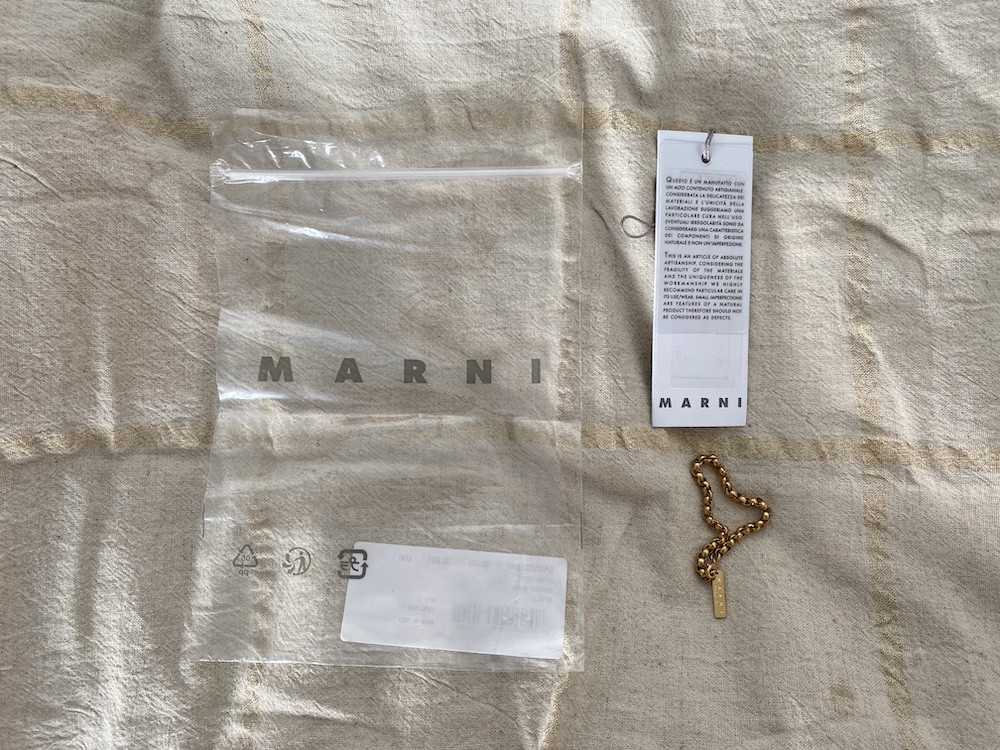 MARNI
QUESTO È UN MANUFATTO CON
UN ALTO CONTENUTO ARTIGIANALE.
CONSIDERATA LA DELICATEZZA DEI
MATERIALI E L'UNICITÀ DELLA
LAVORAZIONE SUGGERIAMO UNA
PARTICOLARE CURA NELL'USO.
EVENTUALI IRREGOLARITÀ SONO DA
CONSIDERARSI UNA CARATTERISTICA
DEI COMPONENTI DI ORIGINE
NATURALE E NON UN'IMPERFEZIONE.
THIS IS AN ARTICLE OF ABSOLUTE
ARTISANSHIP. CONSIDERING THE
FRAGILITY OF THE MATERIALS
AND THE UNIQUENESS OF THE
WORKMANSHIP WE HIGHLY
RECOMMEND PARTICULAR CARE IN
ITS USE/WEAR. SMALL IMPERFECTIONS
ARE FEATURES OF A NATURAL
PRODUCT THEREFORE SHOULD NOT
BE CONSIDERED AS DEFECTS.
MARNI